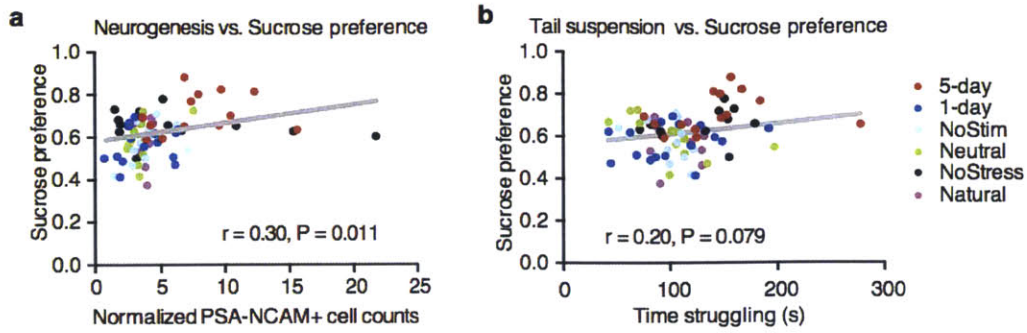 a
Neurogenesis vs. Sucrose preference
Sucrose preference
1.0
0.8
0.6
0.4
0.2
0.0
0 5 10 15 20 25
Normalized PSA-NCAM+ cell counts
r = 0.30, P = 0.011
b
Tail suspension vs. Sucrose preference
Sucrose preference
1.0
0.8
0.6
0.4
0.2
0.0
0 100 200 300
Time struggling (s)
r = 0.20, P = 0.079
5-day
1-day
NoStim
Neutral
NoStress
Natural